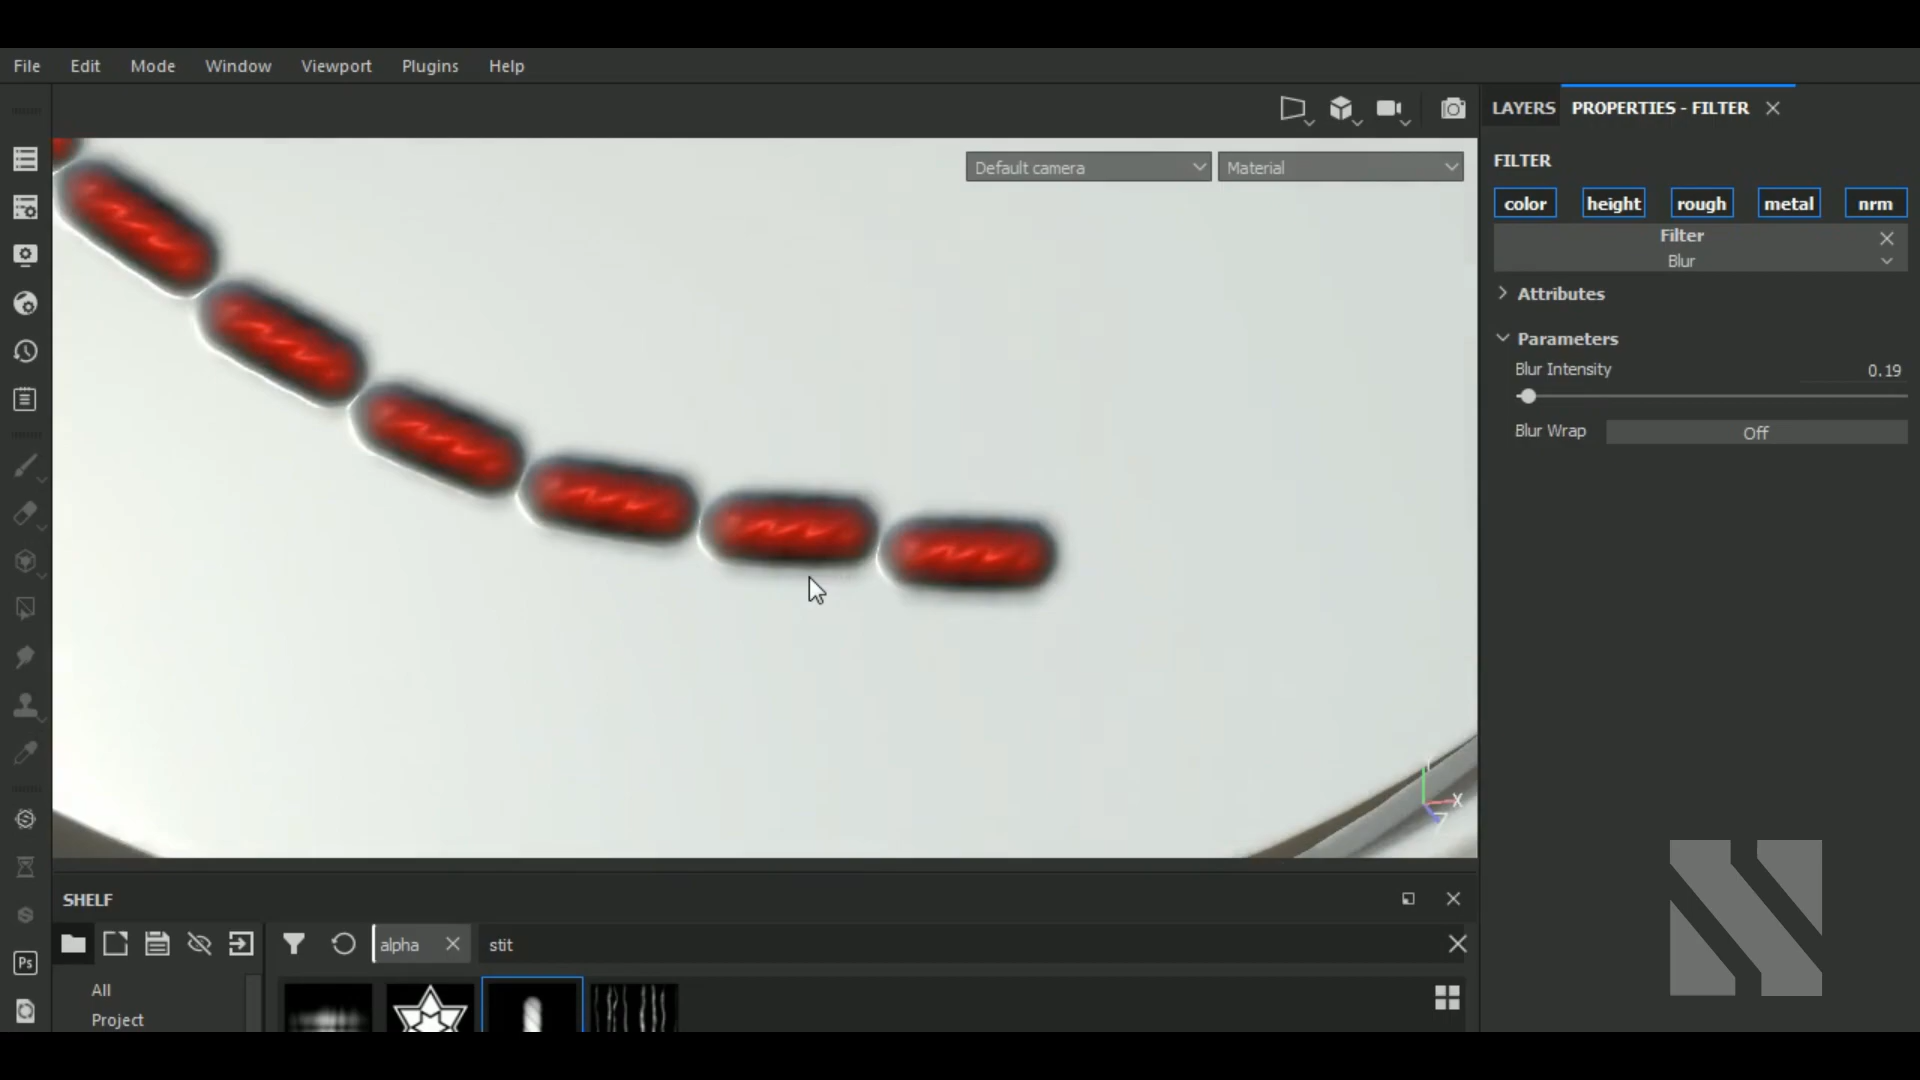 File Edit Mode Window Viewport Plugins Help
LAYERS PROPERTIES - FILTER
Default camera Material
FILTER
color height rough metal nrm
Filter
Blur
Attributes
Parameters
Blur Intensity 0.19
Blur Wrap Off
X
SHELF
alpha stit
Ps
All
Project